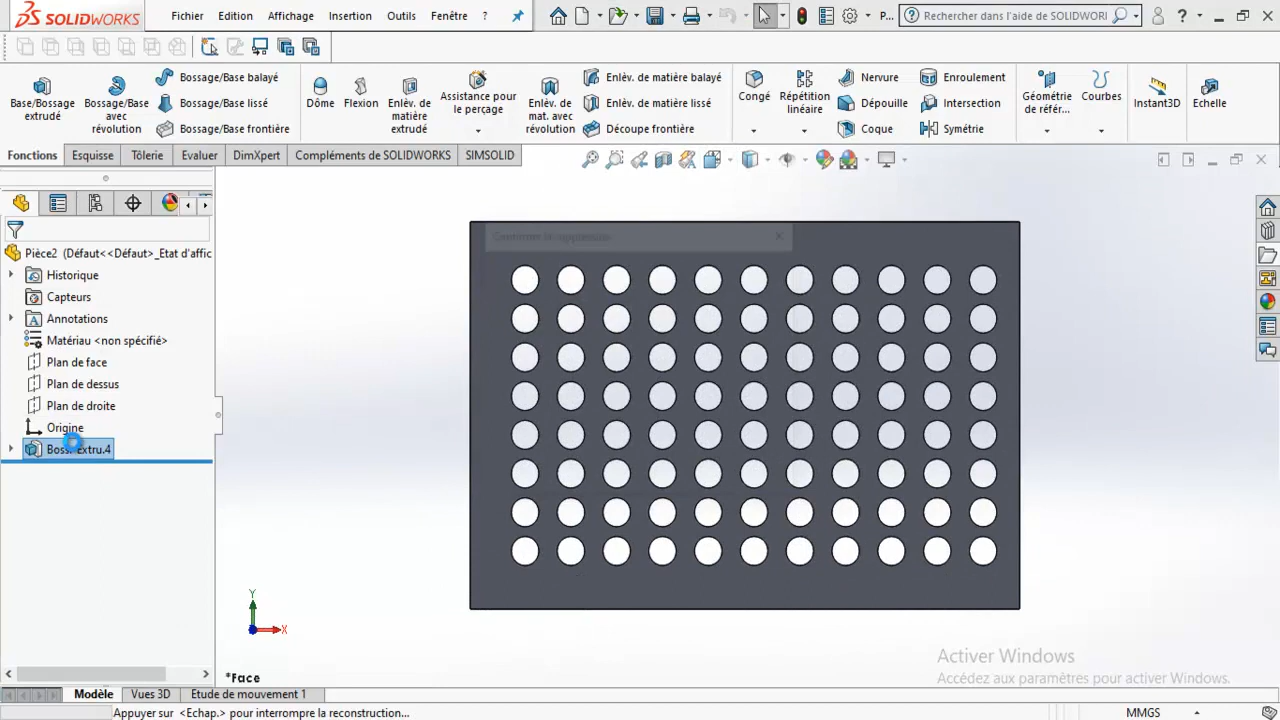 SOLIDWORKS Fichier Edition Affichage Insertion Outils Fenêtre ? P... Rechercher dans l'aide de SOLIDWORI ?
Base/Bossage extrudé
Bossage/Base avec révolution
Bossage/Base balayé
Bossage/Base lissé
Bossage/Base frontière
Dôme
Flexion
Enlèv. de matière extrudé
Assistance pour le perçage
Enlèv. de mat. avec révolution
Enlèv. de matière balayé
Enlèv. de matière lissé
Découpe frontière
Congé
Répétition linéaire
Nervure
Dépouille
Coque
Enroulement
Intersection
Symétrie
Géométrie de référ...
Courbes
Instant3D
Echelle
Fonctions Esquisse Tôlerie Evaluer DimXpert Compléments de SOLIDWORKS SIMSOLID
Pièce2 (Défaut<<Défaut>_Etat d'affic
Historique
Capteurs
Annotations
Matériau <non spécifié>
Plan de face
Plan de dessus
Plan de droite
Origine
Y
X
*Face
Activer Windows
Accédez aux paramètres pour activer Windows.
Modèle Vues 3D Etude de mouvement 1
Appuyer sur <Echap.> pour interrompre la reconstruction... MMGS